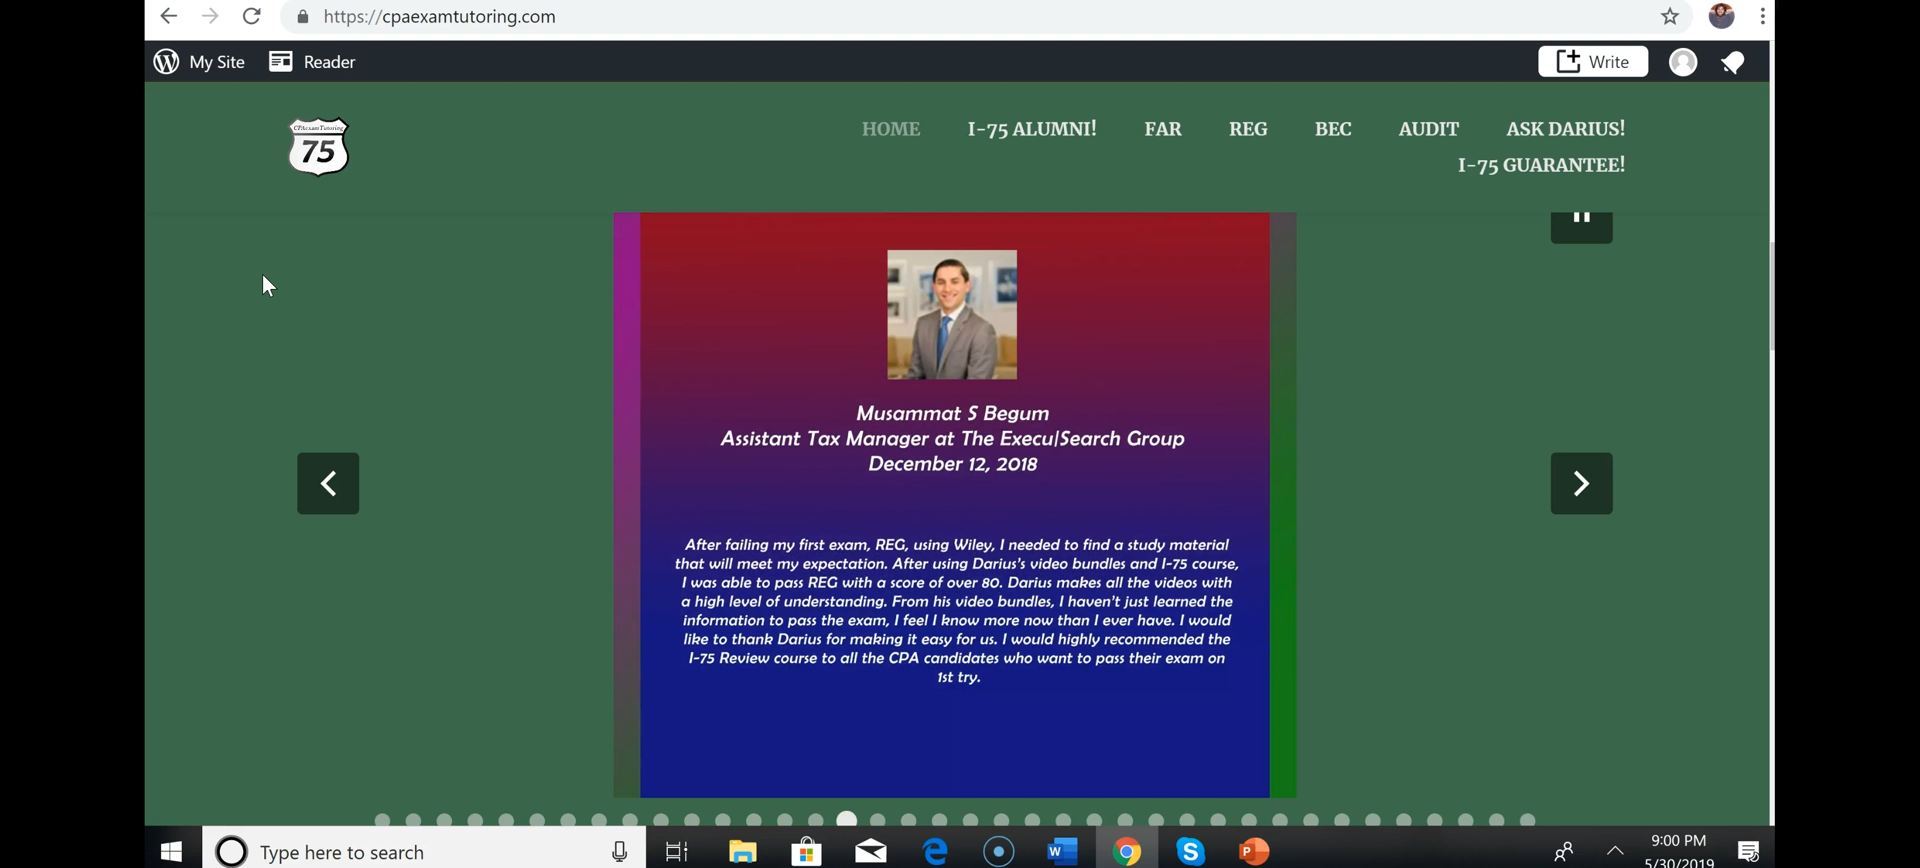 https://cpaexamtutoring.com
My Site Reader Write
CPAexamTutoring
75
HOME I-75 ALUMNI! FAR REG BEC AUDIT ASK DARIUS!
I-75 GUARANTEE!
Musammat S Begum
Assistant Tax Manager at The Execu|Search Group
December 12, 2018
After failing my first exam, REG, using Wiley, I needed to find a study material
that will meet my expectation. After using Darius's video bundles and I-75 course,
I was able to pass REG with a score of over 80. Darius makes all the videos with
a high level of understanding. From his video bundles, I haven't just learned the
information to pass the exam, I feel I know more now than I ever have. I would
like to thank Darius for making it easy for us. I would highly recommended the
I-75 Review course to all the CPA candidates who want to pass their exam on
1st try.
Type here to search
9:00 PM
5/30/2019